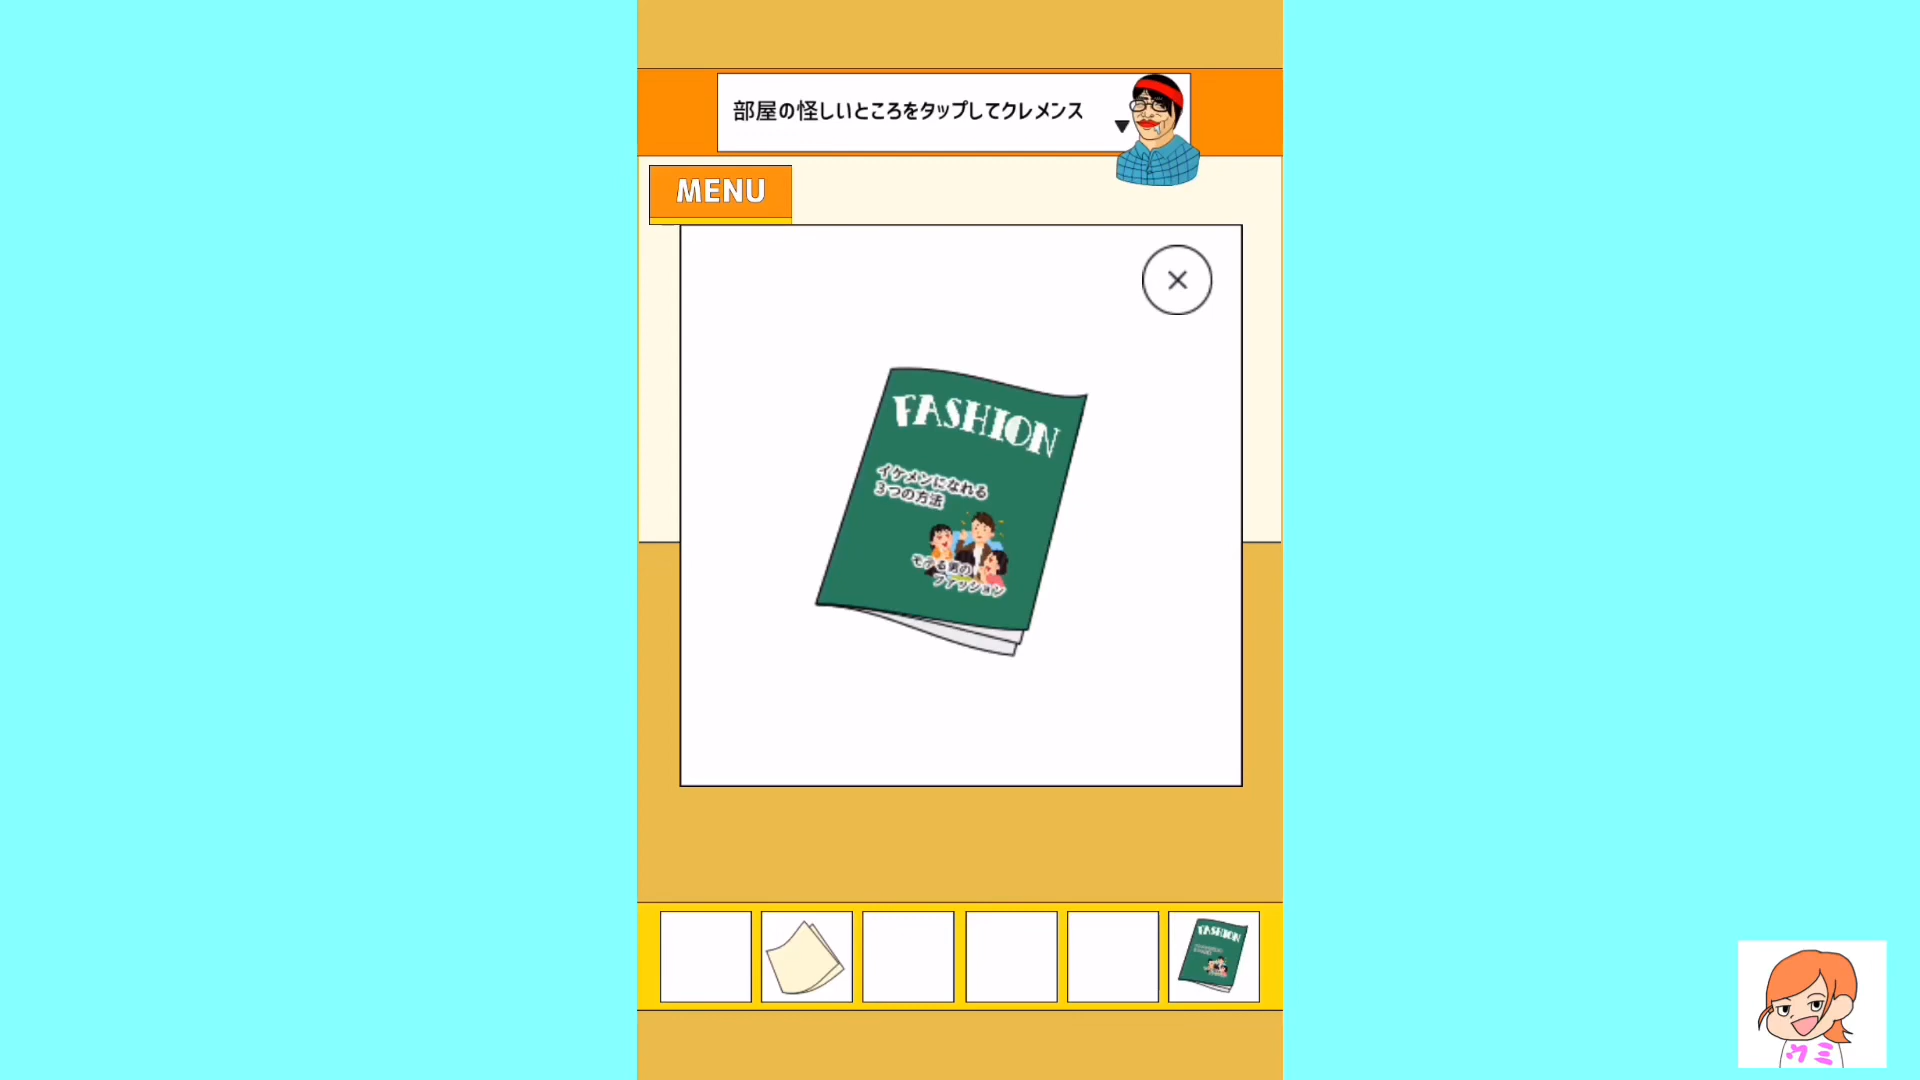 部屋の怪しいところをタップしてクレメンス
MENU
FASHION
イケメンになれる
3つの方法
モテる男の
ファッション
FASHION
ウミ